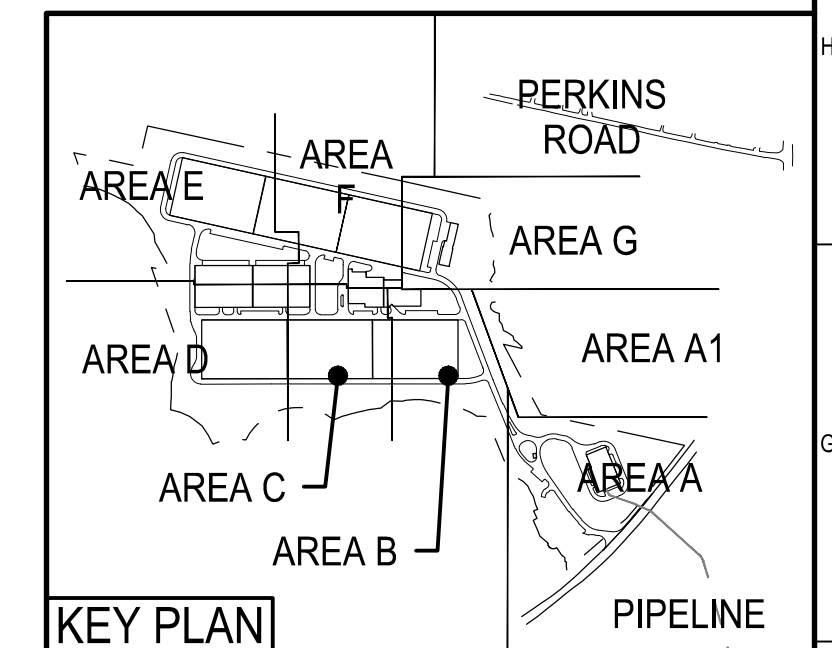 H
PERKINS
ROAD
AREA
F
AREA E
AREA G
AREA D
AREA A1
G
AREA C
AREA A
AREA B
PIPELINE
KEY PLAN